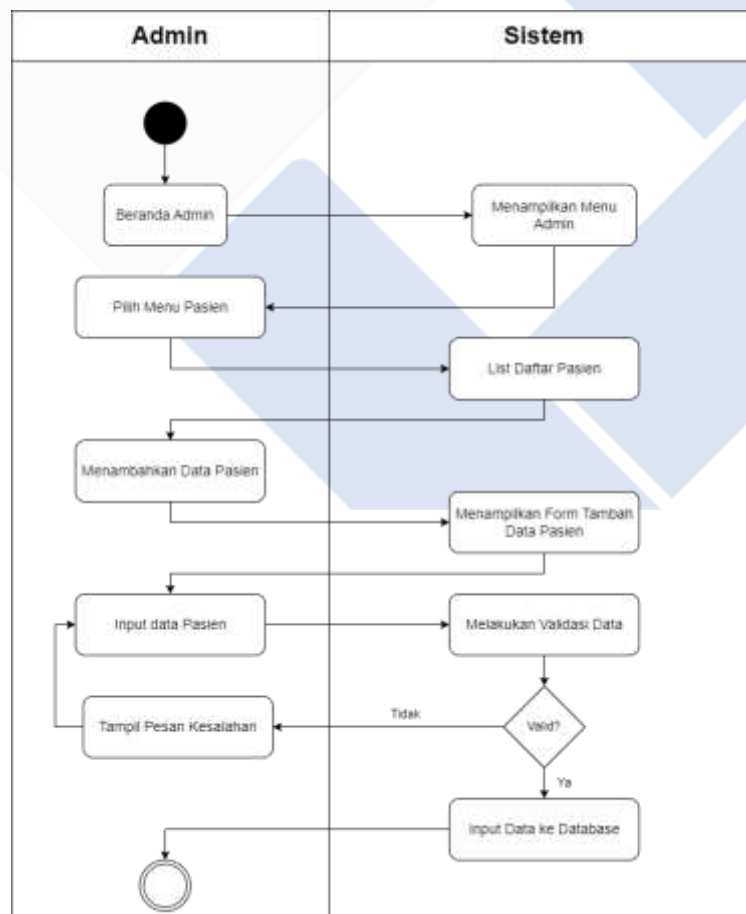 Admin
Sistem
Beranda Admin
Menampilkan Menu
Admin
Pilih Menu Pasien
List Daftar Pasien
Menambahkan Data Pasien
Menampilkan Form Tambah
Data Pasien
Input data Pasien
Melakukan Validasi Data
Tampil Pesan Kesalahan
Tidak
Valid?
Ya
Input Data ke Database